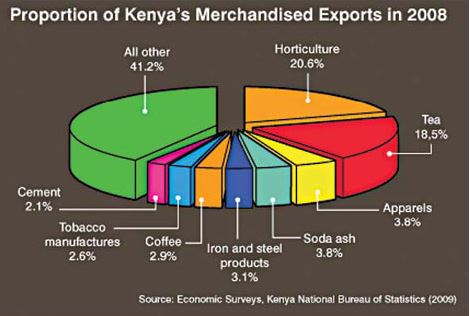 Proportion of Kenya's Merchandised Exports in 2008
All other
41.2%
Horticulture
20.6%
Tea
18,5%
Apparels
3.8%
Soda ash
3.8%
Iron and steel
products
3.1%
Coffee
2.9%
Tobacco
manufactures
2.6%
Cement
2.1%
Source: Economic Surveys, Kenya National Bureau of Statistics (2009)